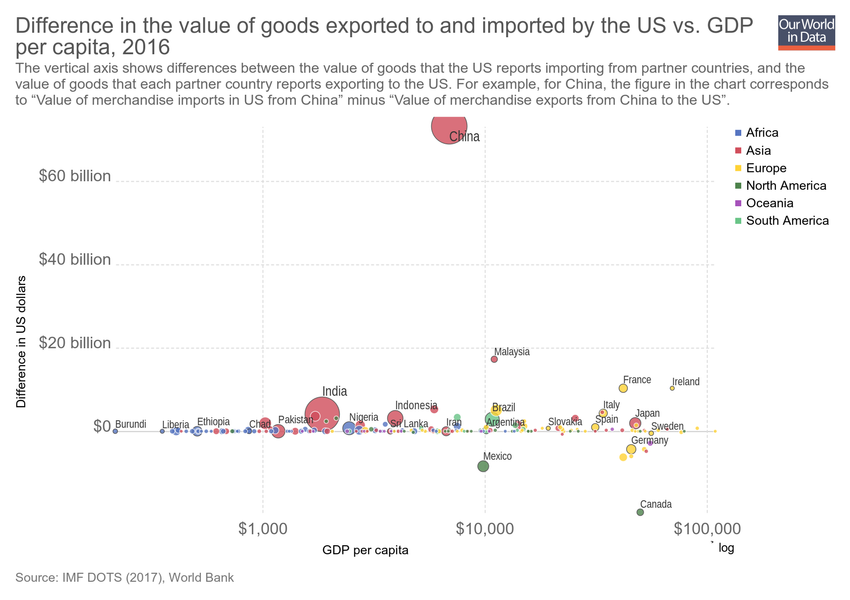 Difference in the value of goods exported to and imported by the US vs. GDP
per capita, 2016
Our World
in Data
The vertical axis shows differences between the value of goods that the US reports importing from partner countries, and the
value of goods that each partner country reports exporting to the US. For example, for China, the figure in the chart corresponds
to “Value of merchandise imports in US from China” minus “Value of merchandise exports from China to the US”.
China
Africa
Asia
Europe
North America
Oceania
South America
$60 billion
$40 billion
$20 billion
$0
Difference in US dollars
Malaysia
France
Ireland
India
Indonesia
Brazil
Italy
Japan
Burundi
Liberia
Ethiopia
Chad
Pakistan
Nigeria
Sri Lanka
Iran
Argentina
Slovakia
Spain
Sweden
Germany
Mexico
Canada
$1,000
$10,000
$100,000
GDP per capita
log
Source: IMF DOTS (2017), World Bank